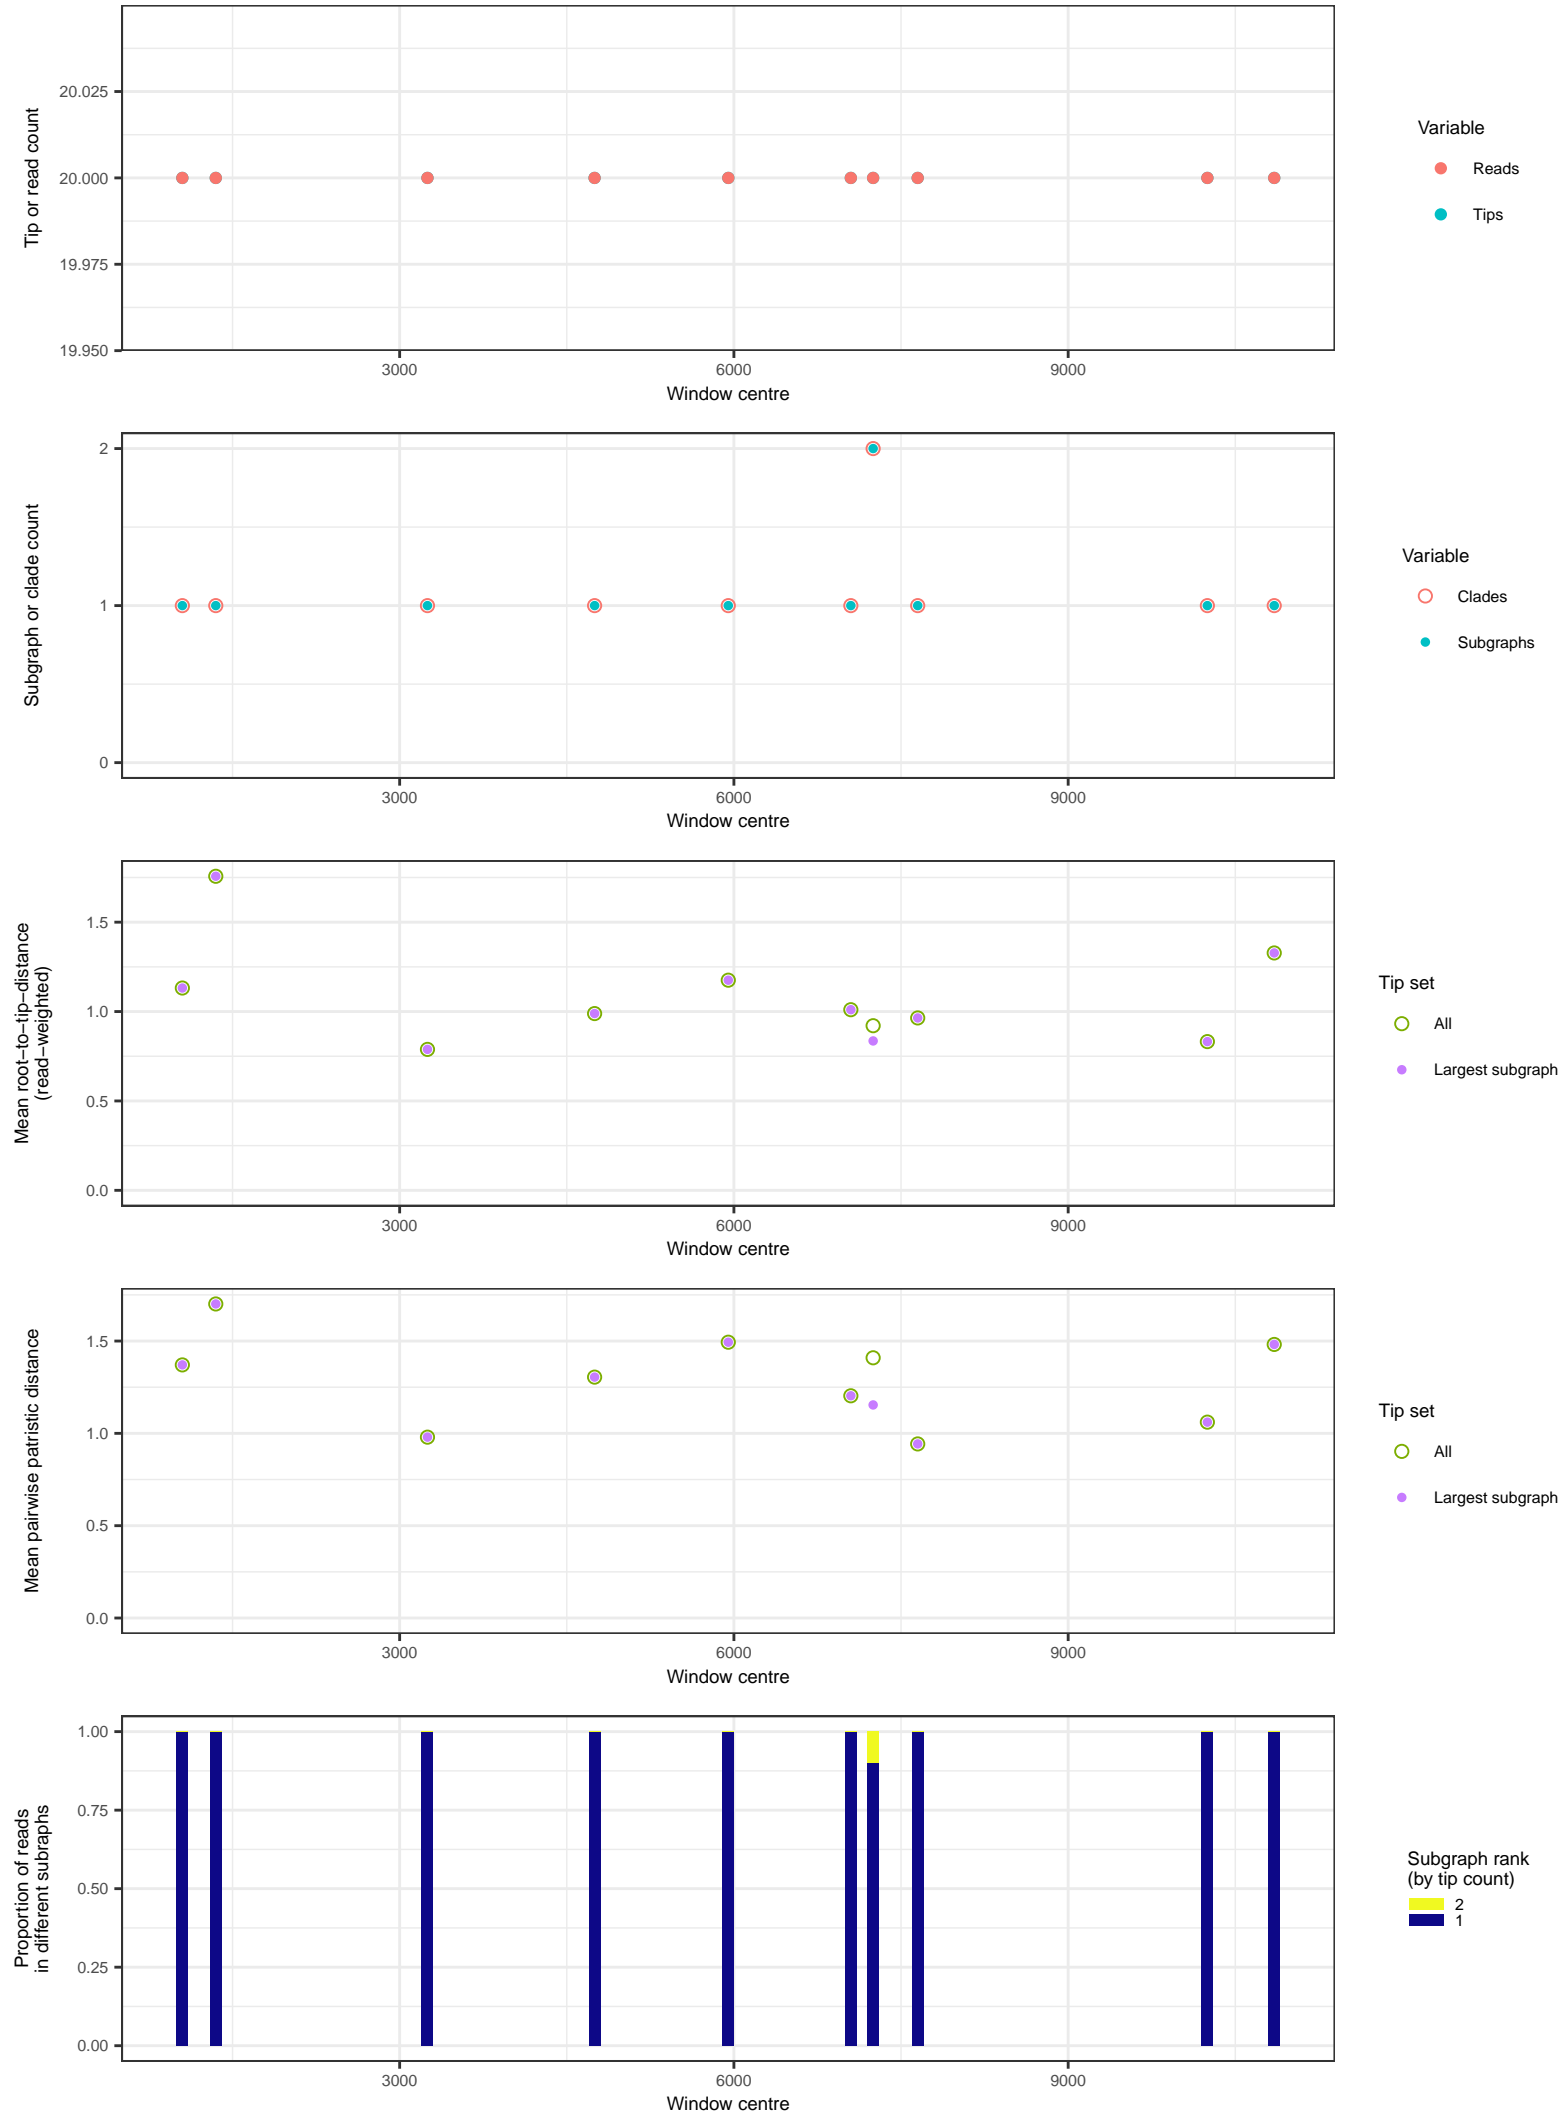 20.025
20.000
19.975
19.950
Tip or read count
3000 6000 9000
Window centre
Variable
Reads
Tips
2
1
0
Subgraph or clade count
3000 6000 9000
Window centre
Variable
Clades
Subgraphs
1.5
1.0
0.5
0.0
Mean root−to−tip−distance
(read−weighted)
3000 6000 9000
Window centre
Tip set
All
Largest subgraph
1.5
1.0
0.5
0.0
Mean pairwise patristic distance
3000 6000 9000
Window centre
Tip set
All
Largest subgraph
1.00
0.75
0.50
0.25
0.00
Proportion of reads
in different subraphs
3000 6000 9000
Window centre
Subgraph rank
(by tip count)
2
1